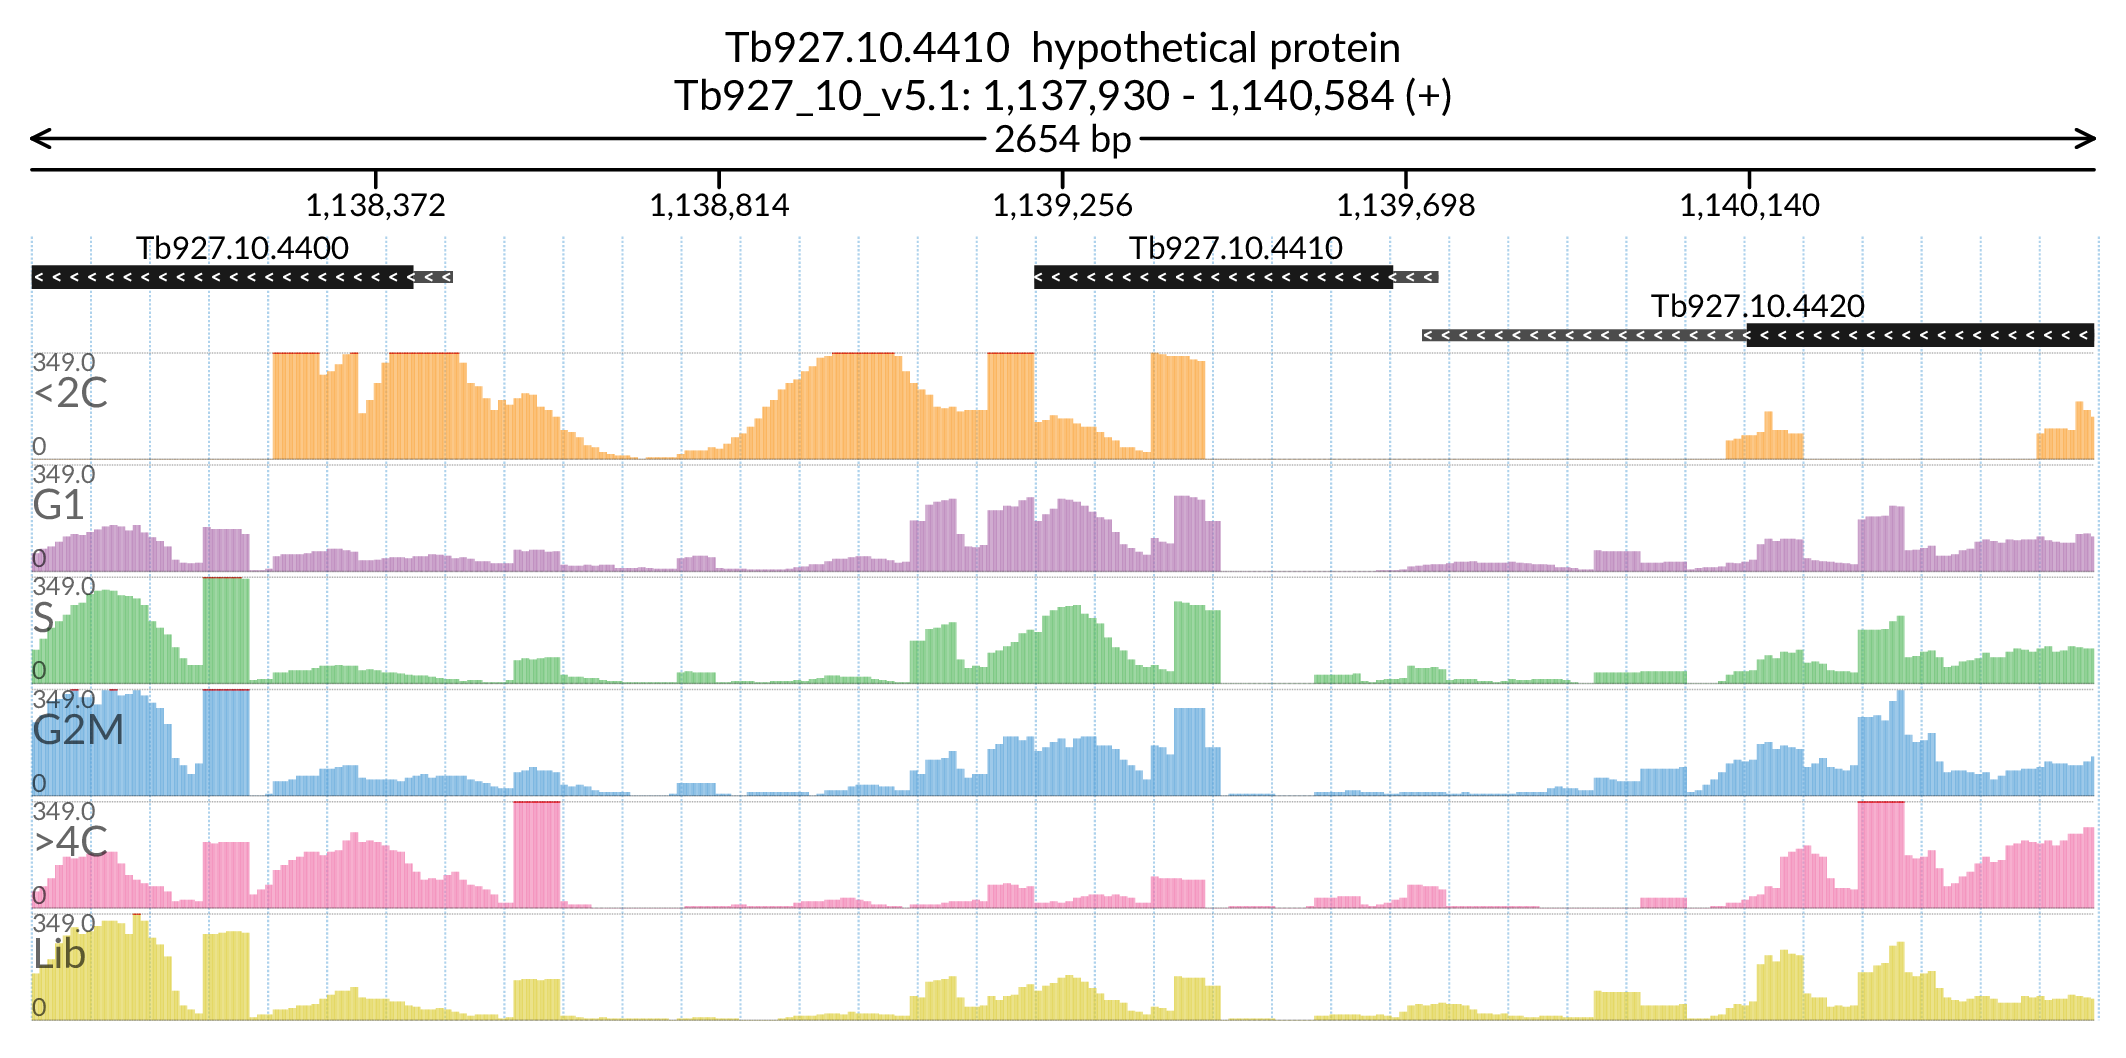 Tb927.10.4410  hypothetical protein
Tb927_10_v5.1: 1,137,930 - 1,140,584 (+)
2654 bp
1,138,372 1,138,814 1,139,256 1,139,698 1,140,140
Tb927.10.4400 Tb927.10.4410
Tb927.10.4420
349.0
<2C
0
349.0
G1
0
349.0
S
0
349.0
G2M
0
349.0
>4C
0
349.0
Lib
0